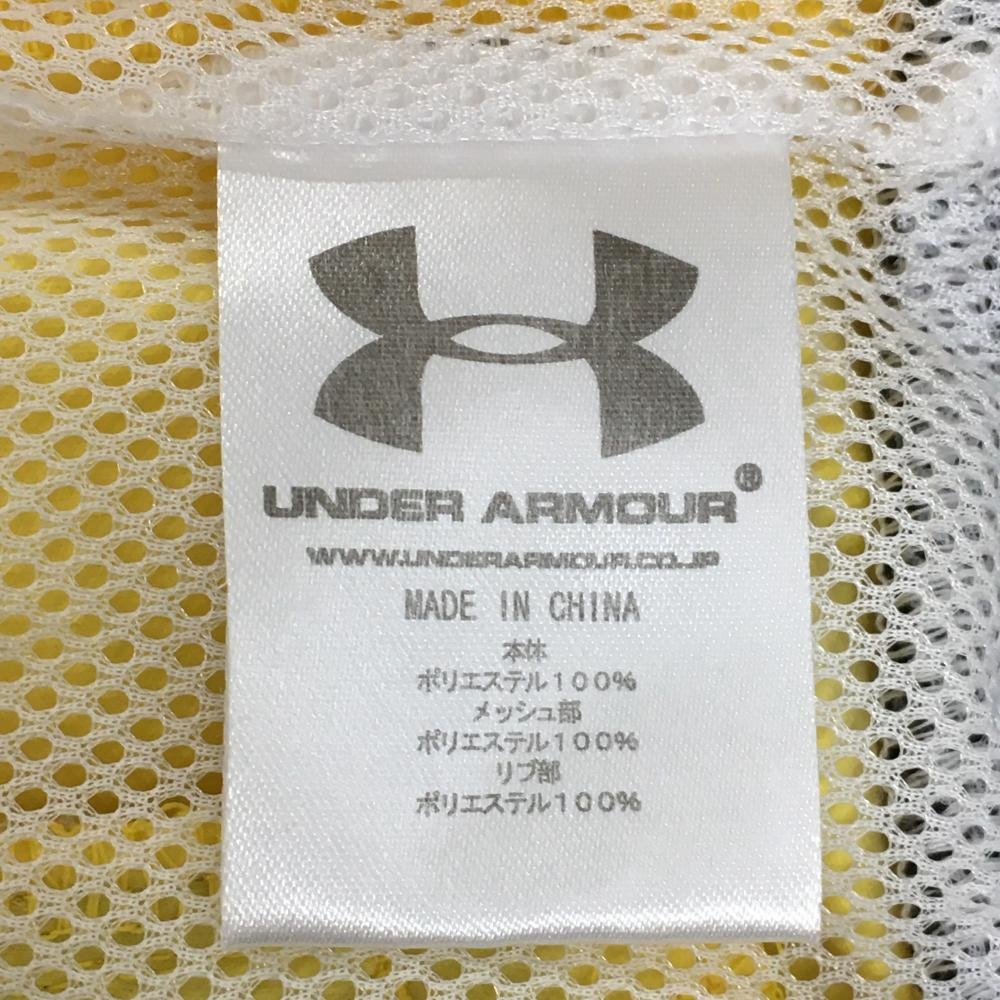 UNDER ARMOUR®
WWW.UNDERARMOUR.CO.JP
MADE IN CHINA
本体
ポリエステル100%
メッシュ部
ポリエステル100%
リブ部
ポリエステル100%